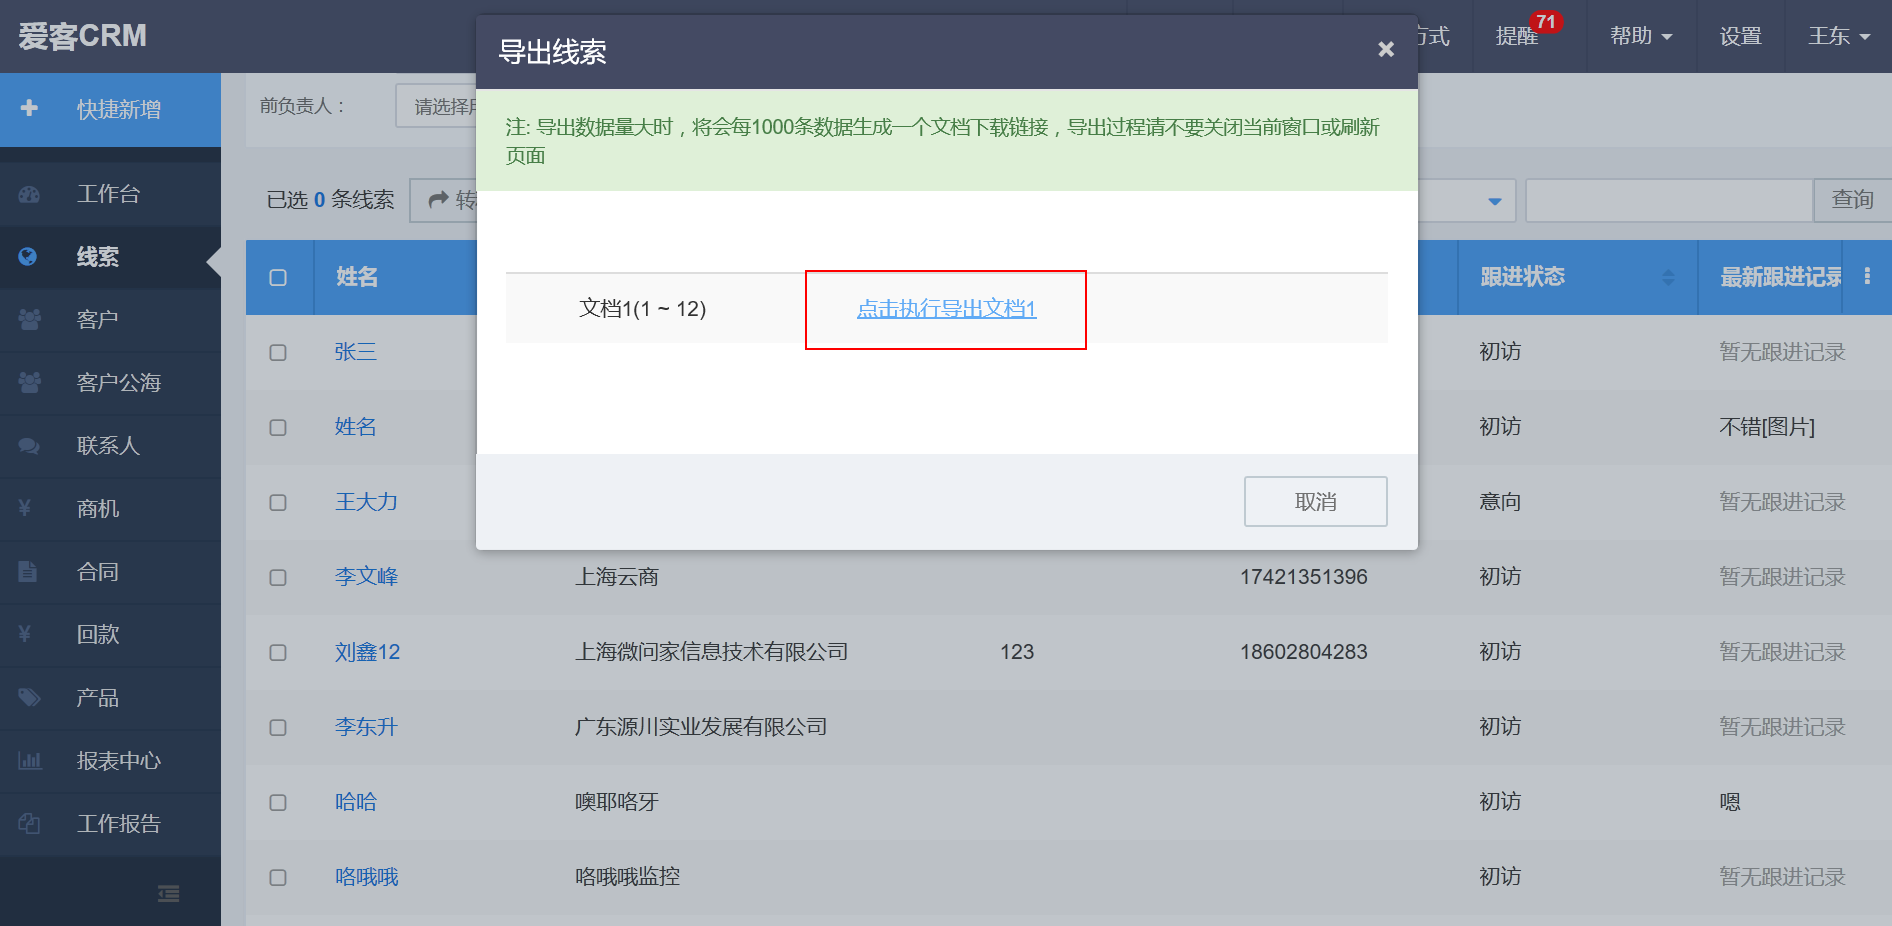 爱客CRM
导出线索
×
方式
提醒
71
帮助
设置
王东
快捷新增
工作台
线索
客户
客户公海
联系人
¥ 商机
合同
¥ 回款
产品
报表中心
工作报告
前负责人：
请选择
注: 导出数据量大时，将会每1000条数据生成一个文档下载链接，导出过程请不要关闭当前窗口或刷新
页面
已选 0 条线索
转
查询
文档1(1 ~ 12)
点击执行导出文档1
取消
姓名 跟进状态 最新跟进记录
张三 初访 暂无跟进记录
姓名 初访 不错[图片]
王大力 意向 暂无跟进记录
李文峰 上海云商 17421351396 初访 暂无跟进记录
刘鑫12 上海微问家信息技术有限公司 123 18602804283 初访 暂无跟进记录
李东升 广东源川实业发展有限公司 初访 暂无跟进记录
哈哈 噢耶咯牙 初访 嗯
咯哦哦 咯哦哦监控 初访 暂无跟进记录